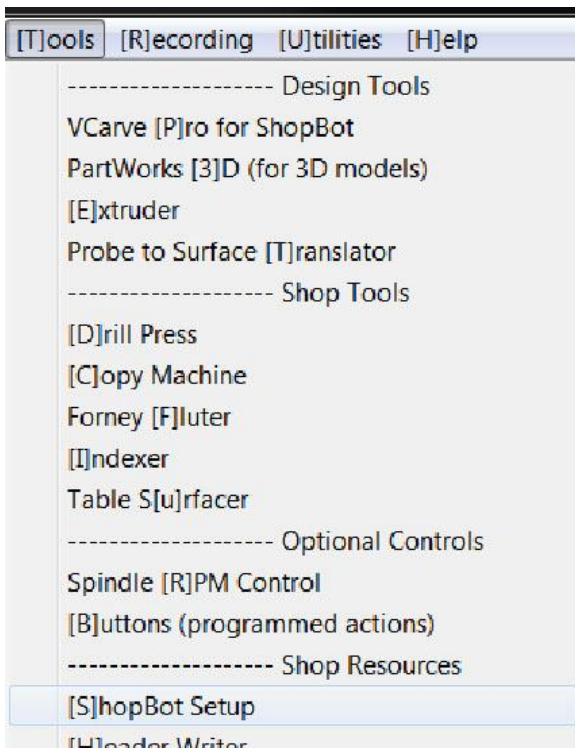 [T]ools [R]ecording [U]tilities [H]elp
------------------- Design Tools
VCarve [P]ro for ShopBot
PartWorks [3]D (for 3D models)
[E]xtruder
Probe to Surface [T]ranslator
------------------- Shop Tools
[D]rill Press
[C]opy Machine
Forney [F]luter
[I]ndexer
Table S[u]rfacer
------------------- Optional Controls
Spindle [R]PM Control
[B]uttons (programmed actions)
------------------- Shop Resources
[S]hopBot Setup
[H]eader Writer